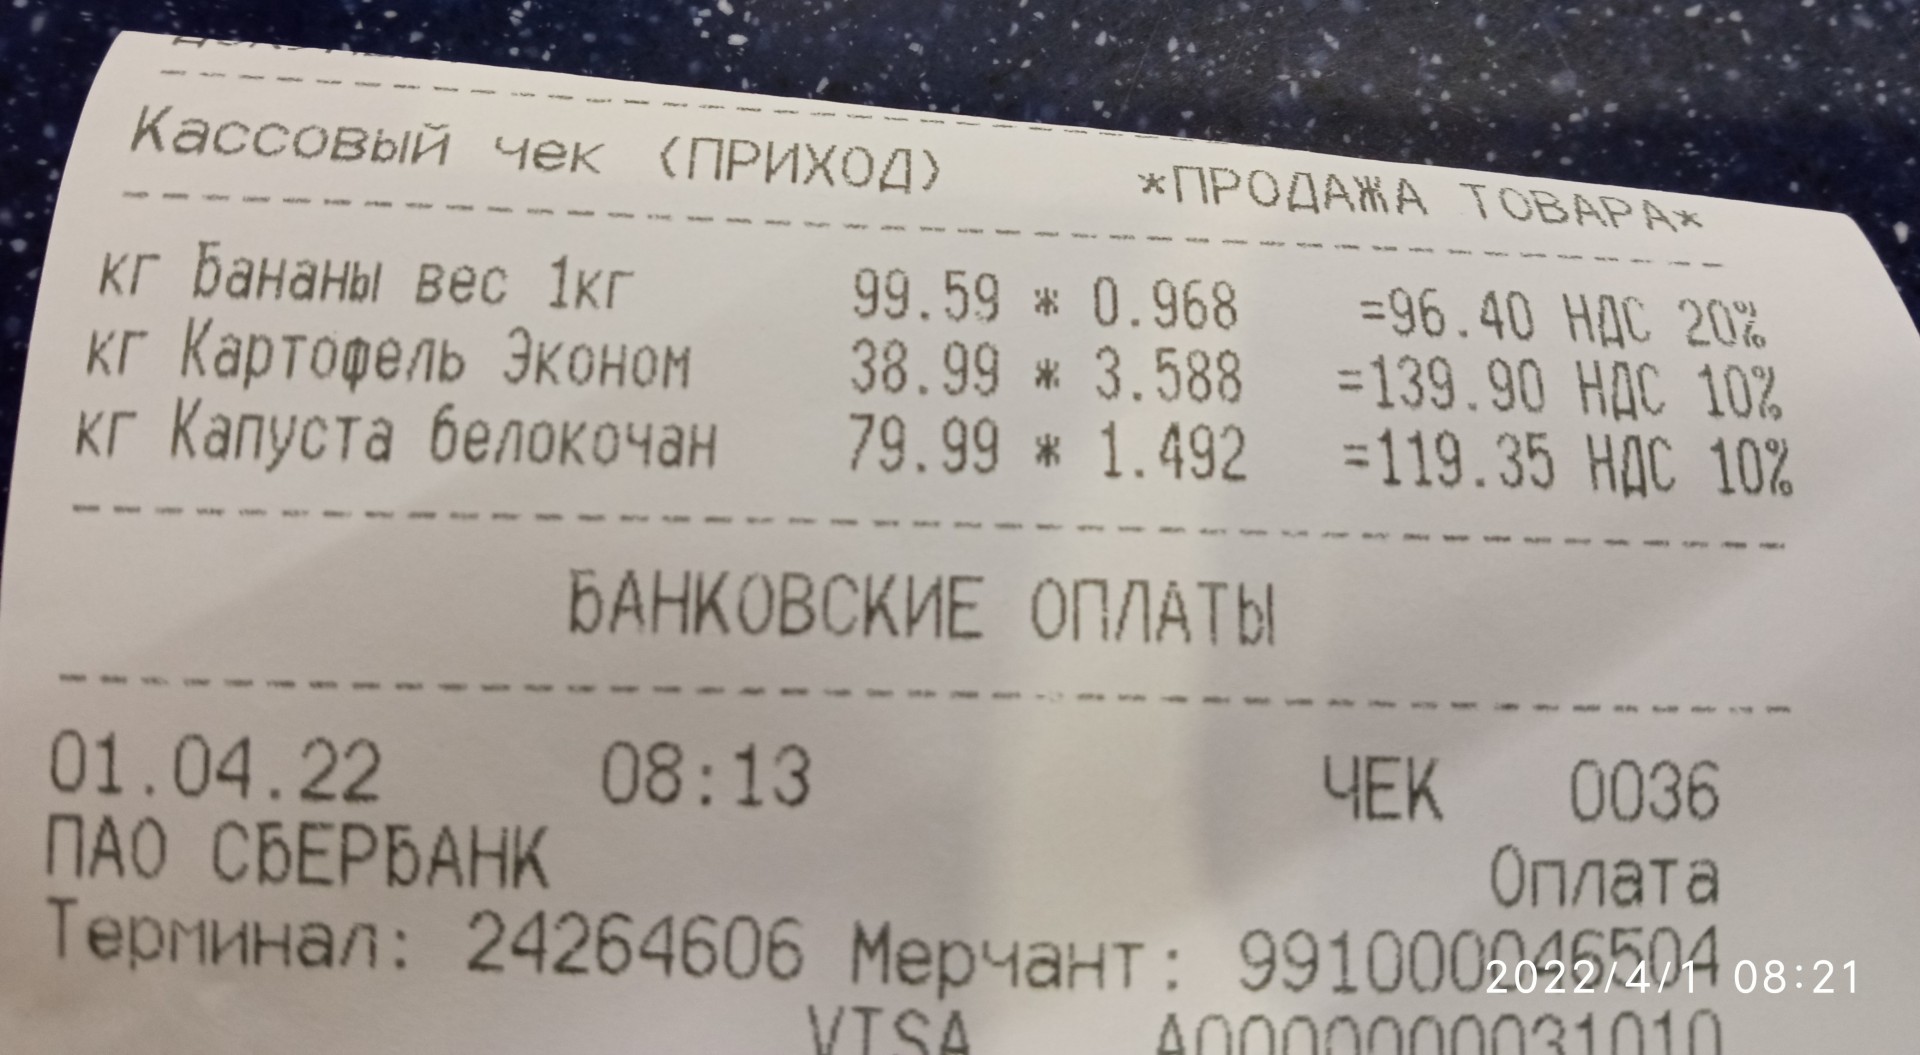 Кассовый чек (ПРИХОД) *ПРОДАЖА ТОВАРА*
кг Бананы вес 1кг 99.59 * 0.968 =96.40 НДС 20%
кг Картофель Эконом 38.99 * 3.588 =139.90 НДС 10%
кг Капуста белокочан 79.99 * 1.492 =119.35 НДС 10%
БАНКОВСКИЕ ОПЛАТЫ
01.04.22 08:13 ЧЕК 0036
ПАО СБЕРБАНК Оплата
Терминал: 24264606 Мерчант: 991000046504
2022/4/1 08:21
VISA A0000000031010